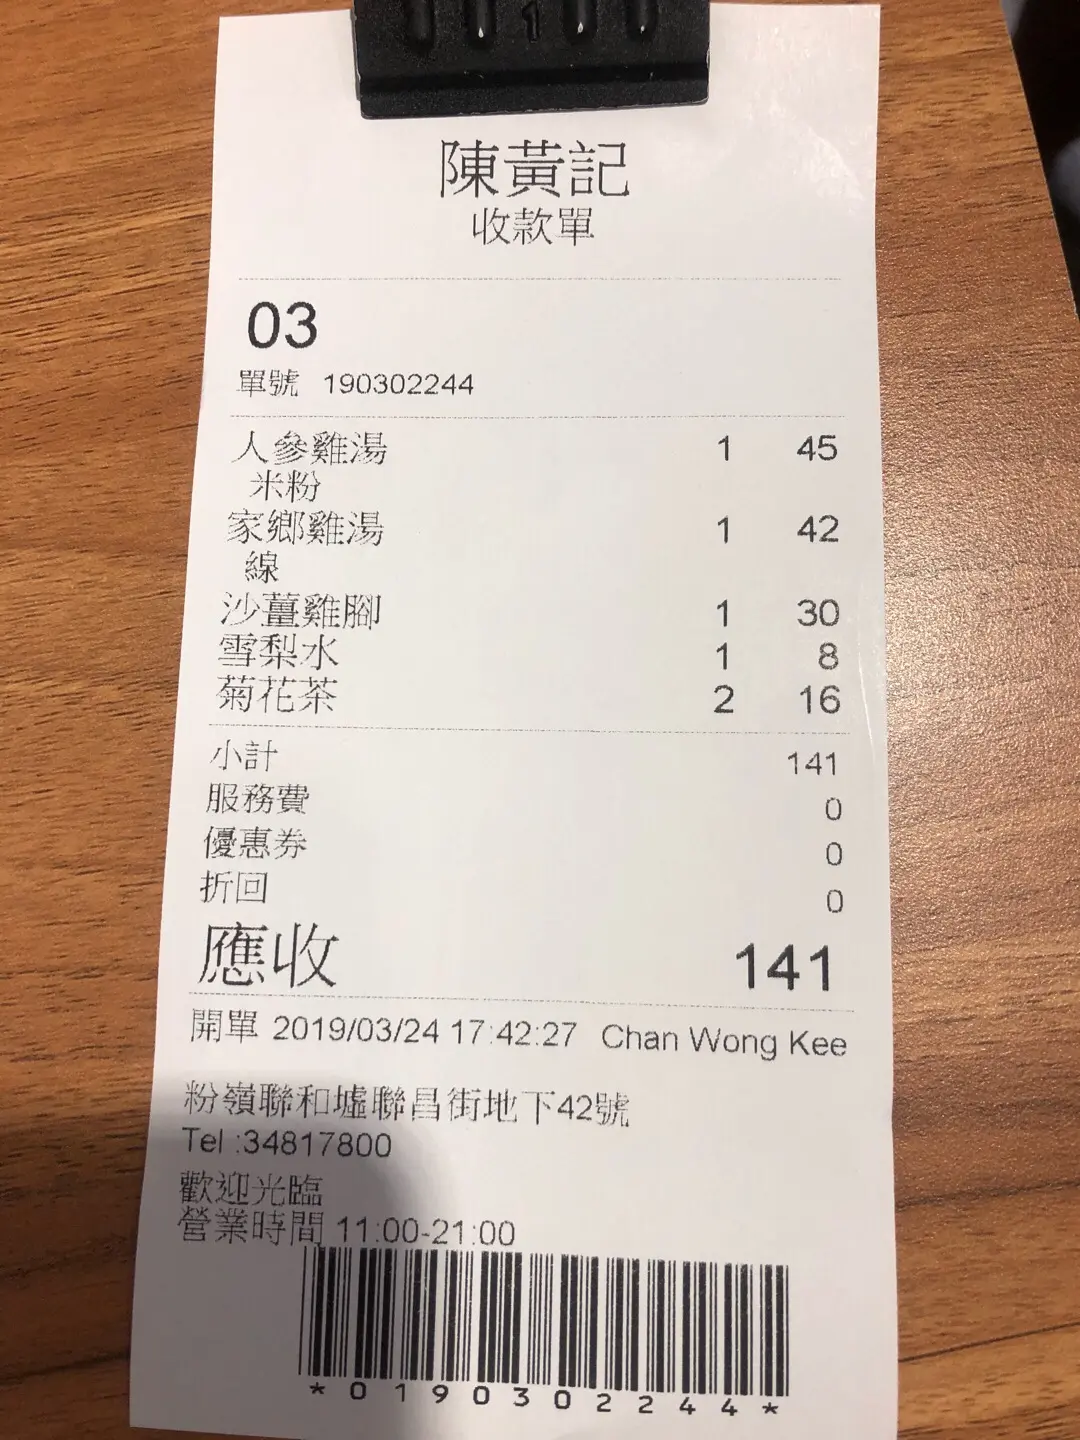 1
陳黃記
收款單
03
單號 190302244
人參雞湯 1 45
米粉
家鄉雞湯 1 42
線
沙薑雞腳 1 30
雪梨水 1 8
菊花茶 2 16
小計 141
服務費 0
優惠券 0
折回 0
應收 141
開單 2019/03/24 17:42:27 Chan Wong Kee
粉嶺聯和墟聯昌街地下42號
Tel :34817800
歡迎光臨
營業時間 11:00-21:00
*0190302244*